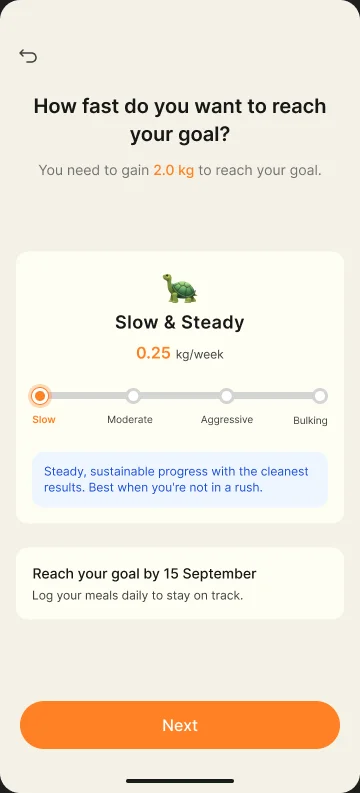 How fast do you want to reach
your goal?
You need to gain 2.0 kg to reach your goal.
Slow & Steady
0.25 kg/week
Slow Moderate Aggressive Bulking
Steady, sustainable progress with the cleanest
results. Best when you're not in a rush.
Reach your goal by 15 September
Log your meals daily to stay on track.
Next